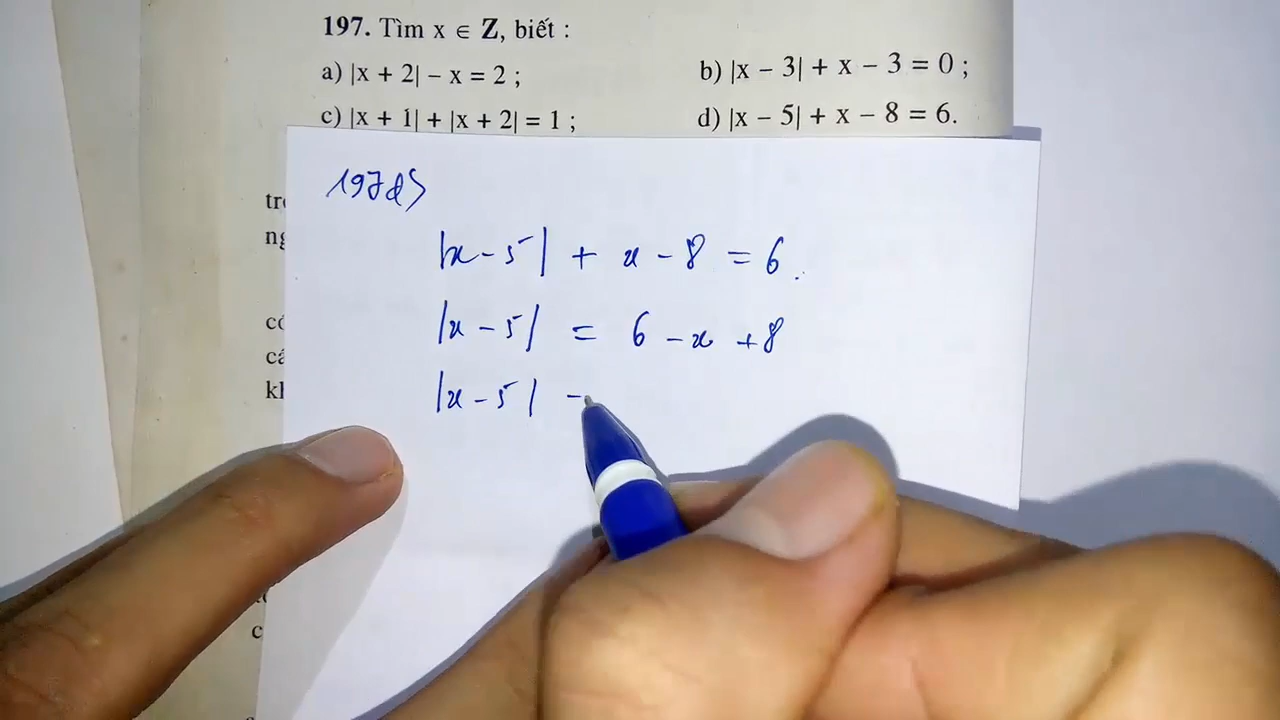 197. Tìm x ∈ Z, biết :
a) |x + 2| − x = 2 ;
b) |x − 3| + x − 3 = 0 ;
c) |x + 1| + |x + 2| = 1 ;
d) |x − 5| + x − 8 = 6.
197d)
|x - 5| + x - 8 = 6.
|x - 5| = 6 - x + 8
|x - 5| -